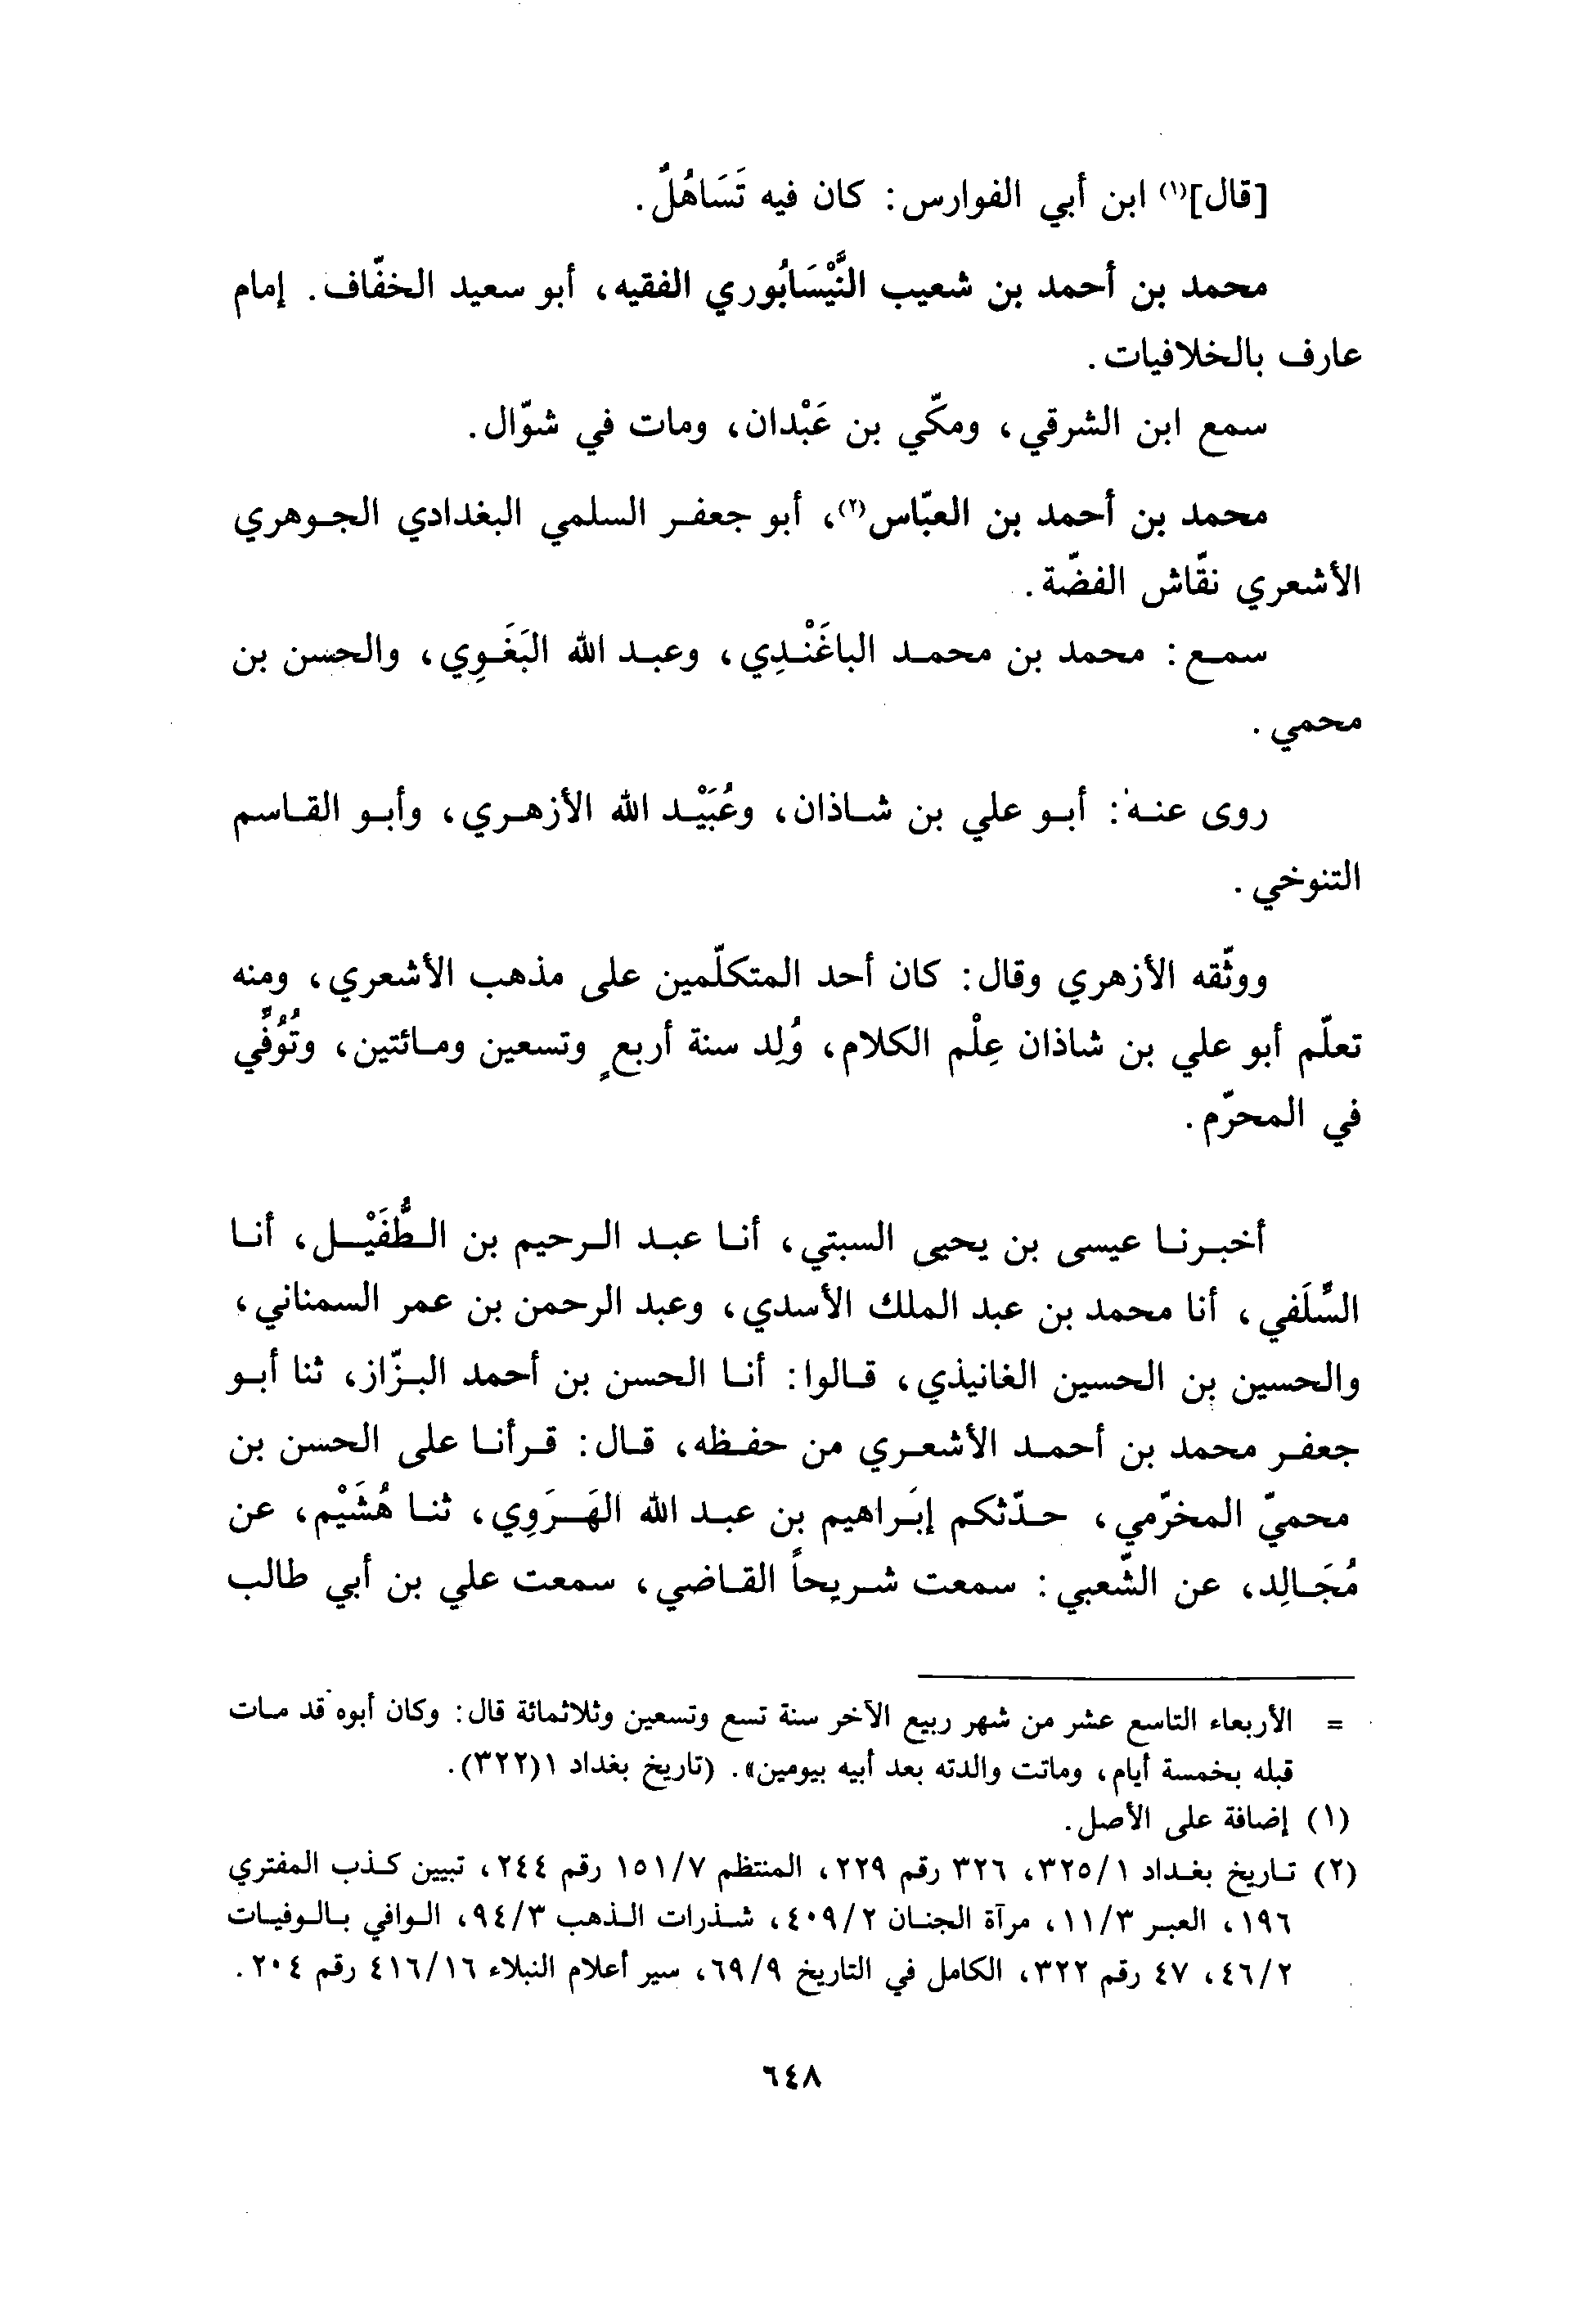 [قال]⁽¹⁾ ابن أبي الفوارس: كان فيه تَسَاهُلٌ.
محمد بن أحمد بن شعيب النَّيْسَابُوري الفقيه، أبو سعيد الخفّاف. إمام
عارف بالخلافيات.
سمع ابن الشرقي، ومكّي بن عَبْدان، ومات في شوّال.
محمد بن أحمد بن العبّاس⁽²⁾، أبو جعفر السلمي البغدادي الجوهري
الأشعري نقّاش الفضّة.
سمع: محمد بن محمد الباغَنْدِي، وعبد الله البَغَوِي، والحسن بن
محمي.
روى عنه: أبو علي بن شاذان، وعُبَيْد الله الأزهري، وأبو القاسم
التنوخي.
ووثّقه الأزهري وقال: كان أحد المتكلّمين على مذهب الأشعري، ومنه
تعلّم أبو علي بن شاذان عِلْم الكلام، وُلِد سنة أربعٍ وتسعين ومائتين، وتُوُفِّي
في المحرّم.
أخبرنا عيسى بن يحيى السبتي، أنا عبد الرحيم بن الطُّفَيْل، أنا
السِّلَفي، أنا محمد بن عبد الملك الأسدي، وعبد الرحمن بن عمر السمناني،
والحسين بن الحسين الغانيذي، قالوا: أنا الحسن بن أحمد البزّاز، ثنا أبو
جعفر محمد بن أحمد الأشعري من حفظه، قال: قرأنا على الحسن بن
محميّ المخرّمي، حدّثكم إبَراهيم بن عبد الله الهَرَوِي، ثنا هُشَيْم، عن
مُجَالِد، عن الشّعبي: سمعت شريحاً القاضي، سمعت علي بن أبي طالب
= الأربعاء التاسع عشر من شهر ربيع الآخر سنة تسع وتسعين وثلاثمائة قال: وكان أبوه قد مات
قبله بخمسة أيام، وماتت والدته بعد أبيه بيومين». (تاريخ بغداد ١(٣٢٢).
(١) إضافة على الأصل.
(٢) تاريخ بغداد ٣٢٥/١، ٣٢٦ رقم ٢٢٩، المنتظم ١٥١/٧ رقم ٢٤٤، تبيين كذب المفتري
١٩٦، العبر ١١/٣، مرآة الجنان ٤٠٩/٢، شذرات الذهب ٩٤/٣، الوافي بالوفيات
٤٦/٢، ٤٧ رقم ٣٢٢، الكامل في التاريخ ٦٩/٩، سير أعلام النبلاء ٤١٦/١٦ رقم ٢٠٤.
٦٤٨